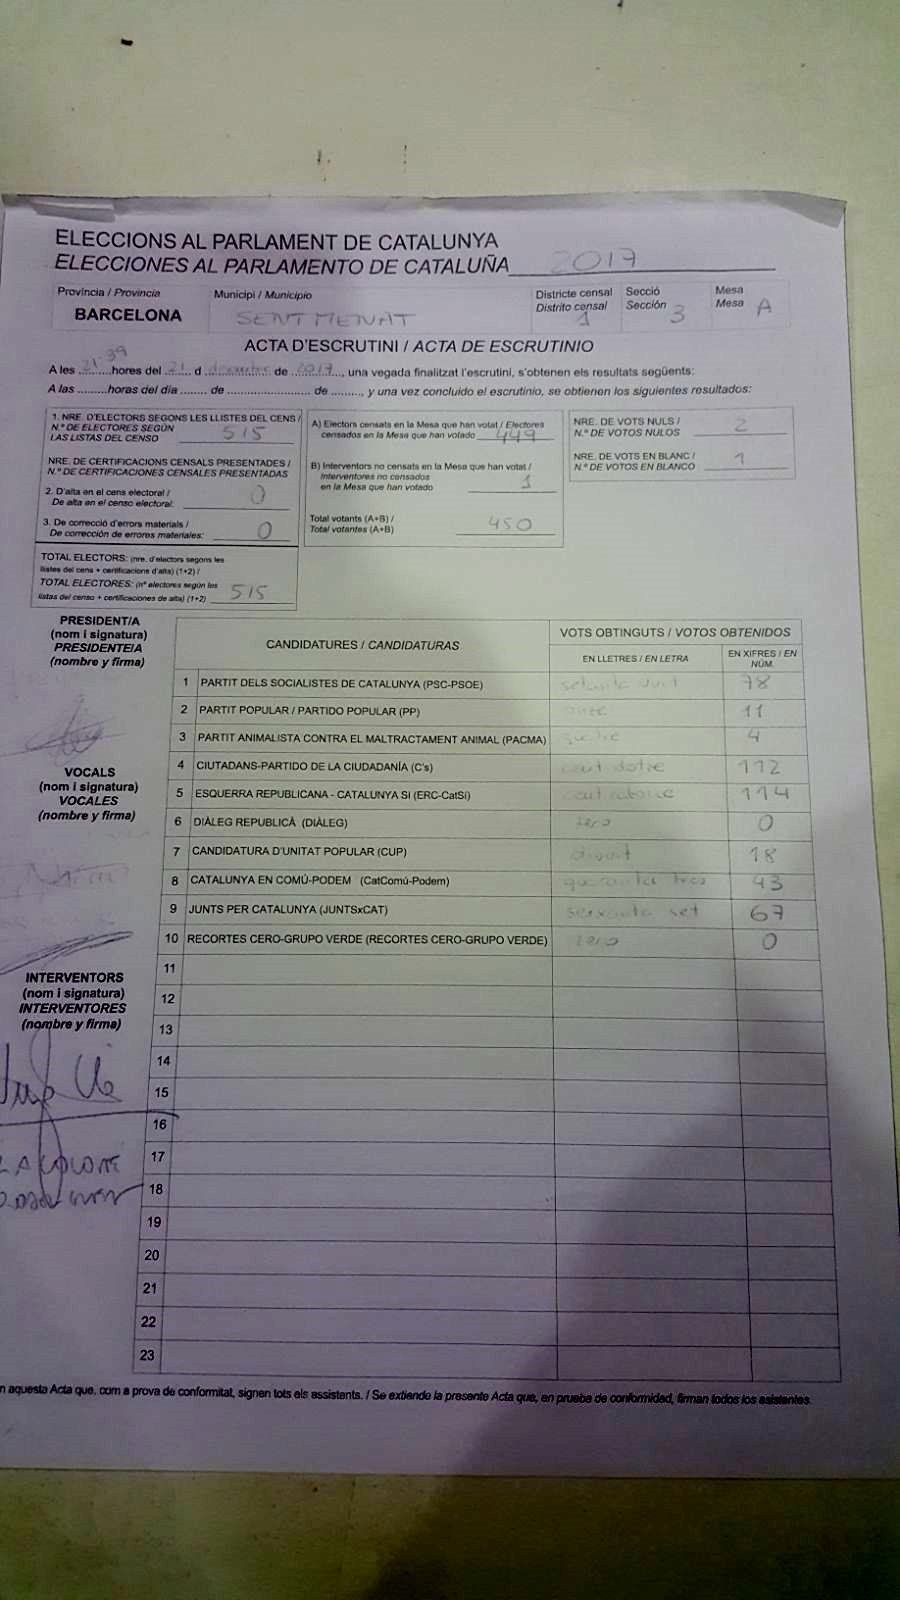 ELECCIONS AL PARLAMENT DE CATALUNYA
ELECCIONES AL PARLAMENTO DE CATALUÑA 2017
Província / Provincia
BARCELONA
Municipi / Municipio
SENTMENAT
Districte censal
Distrito censal
1
Secció
Sección
3
Mesa
Mesa
A
ACTA D'ESCRUTINI / ACTA DE ESCRUTINIO
A les 21:39 hores del 21 d desembre de 2017, una vegada finalitzat l'escrutini, s'obtenen els resultats següents:
A las .........horas del día ....... de ......................... de ........., y una vez concluido el escrutinio, se obtienen los siguientes resultados:
1. NRE. D'ELECTORS SEGONS LES LLISTES DEL CENS /
N.º DE ELECTORES SEGÚN
LAS LISTAS DEL CENSO 515
NRE. DE CERTIFICACIONS CENSALS PRESENTADES /
N.º DE CERTIFICACIONES CENSALES PRESENTADAS
2. D'alta en el cens electoral /
De alta en el censo electoral: 0
3. De correcció d'errors materials /
De corrección de errores materiales: 0
TOTAL ELECTORS: (nre. d'electors segons les
llistes del cens + certificacions d'alta) (1+2) /
TOTAL ELECTORES: (nº electores según las
listas del censo + certificaciones de alta) (1+2) 515
A) Electors censats en la Mesa que han votat / Electores
censados en la Mesa que han votado 449
B) Interventors no censats en la Mesa que han votat /
Interventores no censados
en la Mesa que han votado 1
Total votants (A+B) /
Total votantes (A+B) 450
NRE. DE VOTS NULS /
N.º DE VOTOS NULOS 2
NRE. DE VOTS EN BLANC /
N.º DE VOTOS EN BLANCO 1
PRESIDENT/A
(nom i signatura)
PRESIDENTE/A
(nombre y firma)
VOCALS
(nom i signatura)
VOCALES
(nombre y firma)
INTERVENTORS
(nom i signatura)
INTERVENTORES
(nombre y firma)
CANDIDATURES / CANDIDATURAS
VOTS OBTINGUTS / VOTOS OBTENIDOS
EN LLETRES / EN LETRA
EN XIFRES / EN NÚM.
1 PARTIT DELS SOCIALISTES DE CATALUNYA (PSC-PSOE) setanta vuit 78
2 PARTIT POPULAR / PARTIDO POPULAR (PP) onze 11
3 PARTIT ANIMALISTA CONTRA EL MALTRACTAMENT ANIMAL (PACMA) quatre 4
4 CIUTADANS-PARTIDO DE LA CIUDADANÍA (C's) cent dotze 112
5 ESQUERRA REPUBLICANA - CATALUNYA SÍ (ERC-CatSí) cent catorze 114
6 DIÀLEG REPUBLICÀ (DIÀLEG) zero 0
7 CANDIDATURA D'UNITAT POPULAR (CUP) divuit 18
8 CATALUNYA EN COMÚ-PODEM (CatComú-Podem) quaranta tres 43
9 JUNTS PER CATALUNYA (JUNTSxCAT) seixanta set 67
10 RECORTES CERO-GRUPO VERDE (RECORTES CERO-GRUPO VERDE) zero 0
11
12
13
14
15
16
17
18
19
20
21
22
23
n aquesta Acta que, com a prova de conformitat, signen tots els assistents. / Se extiende la presente Acta que, en prueba de conformidad, firman todos los asistentes.